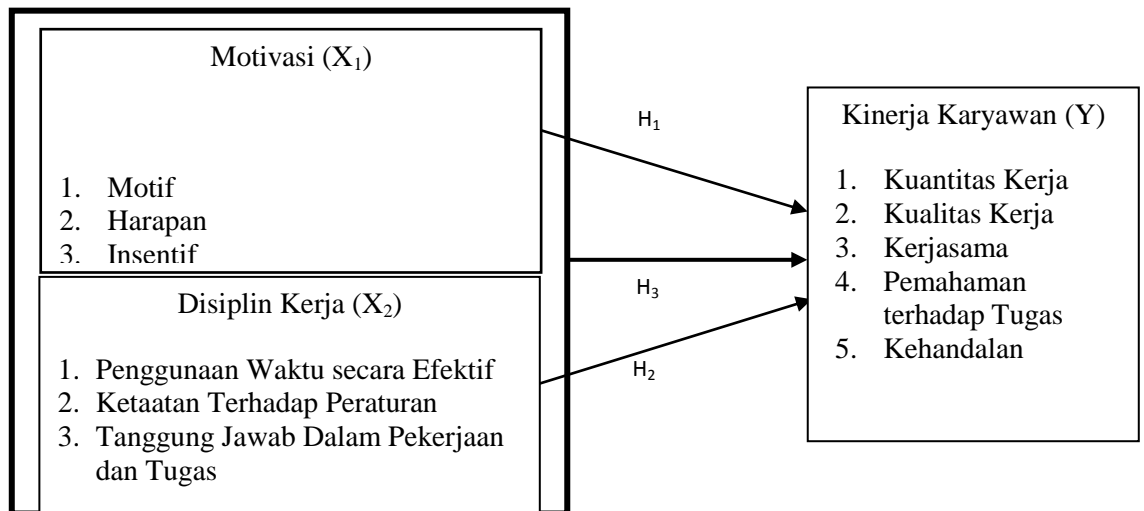 Motivasi (X₁)
1. Motif
2. Harapan
3. Insentif
Disiplin Kerja (X₂)
1. Penggunaan Waktu secara Efektif
2. Ketaatan Terhadap Peraturan
3. Tanggung Jawab Dalam Pekerjaan
dan Tugas
H₁
H₃
H₂
Kinerja Karyawan (Y)
1. Kuantitas Kerja
2. Kualitas Kerja
3. Kerjasama
4. Pemahaman
terhadap Tugas
5. Kehandalan